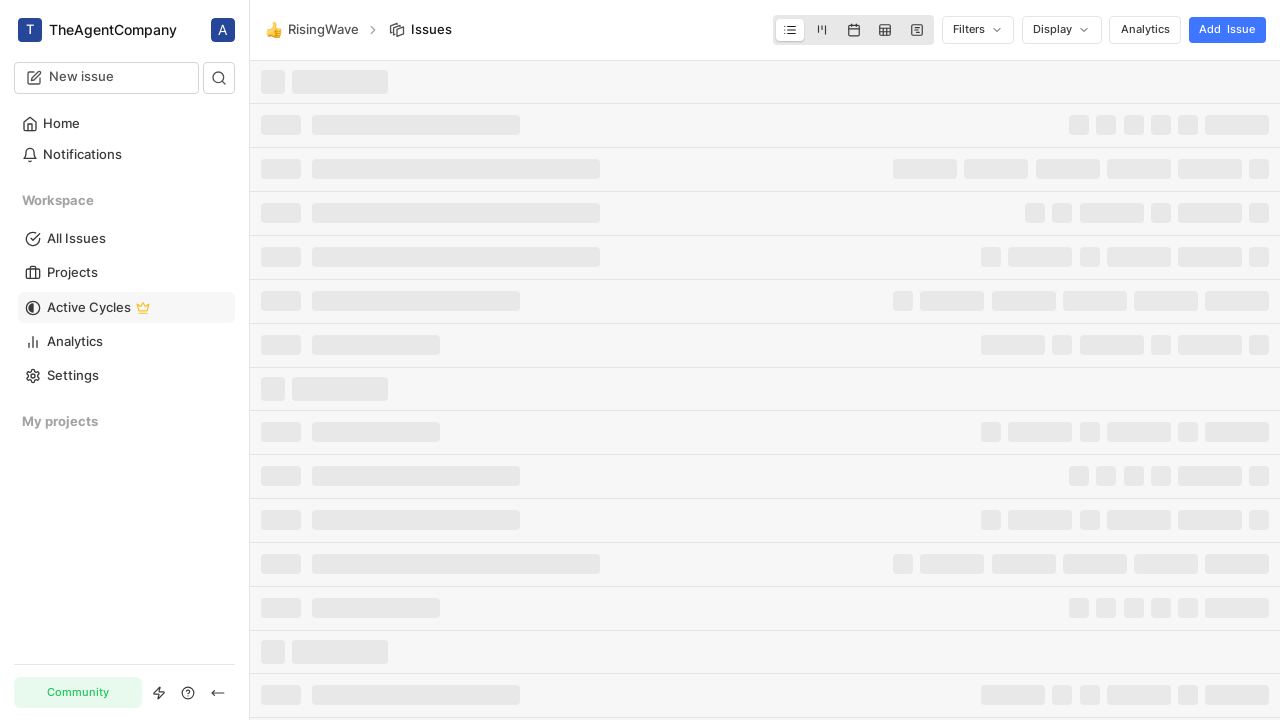 T TheAgentCompany A
New issue
Home
Notifications
Workspace
All Issues
Projects
Active Cycles
Analytics
Settings
My projects
Community
RisingWave Issues
Filters Display Analytics Add Issue